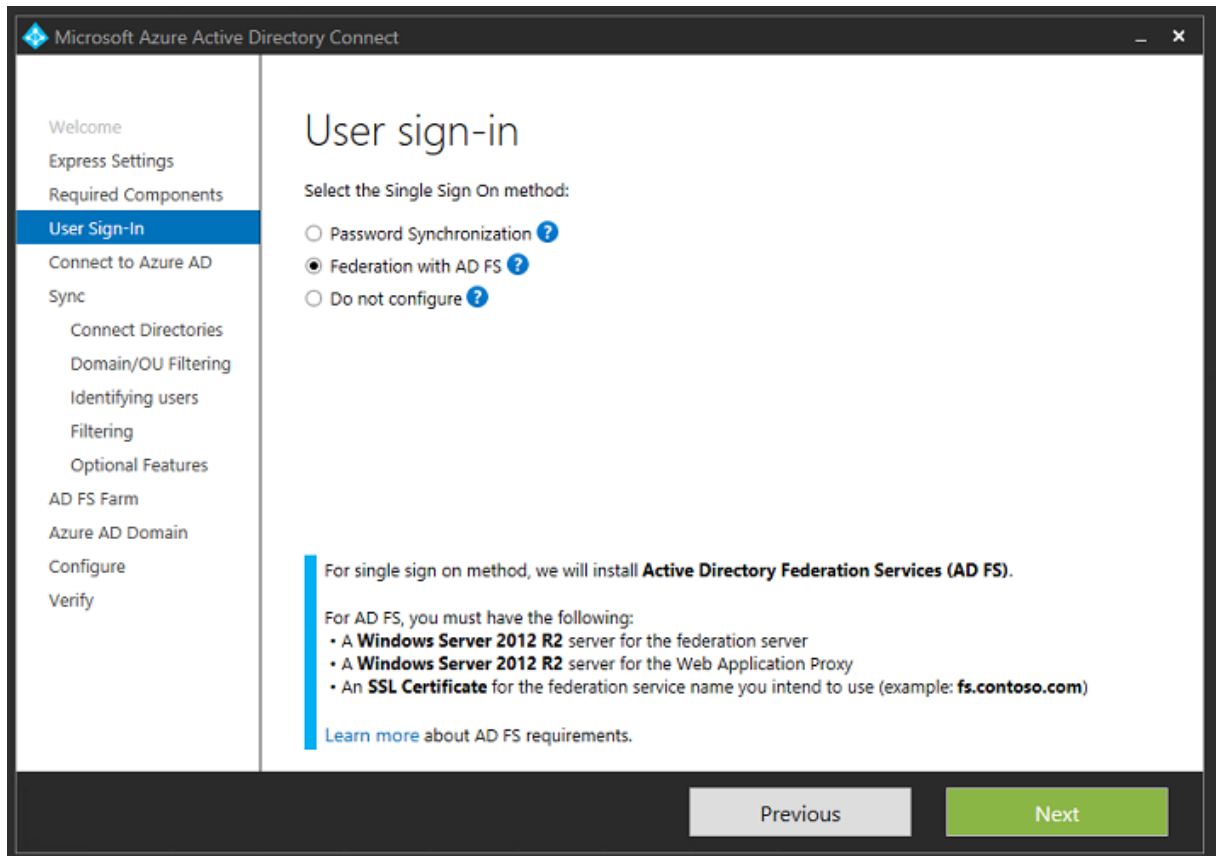 Microsoft Azure Active Directory Connect
Welcome
Express Settings
Required Components
User Sign-In
Connect to Azure AD
Sync
Connect Directories
Domain/OU Filtering
Identifying users
Filtering
Optional Features
AD FS Farm
Azure AD Domain
Configure
Verify
User sign-in
Select the Single Sign On method:
Password Synchronization ?
Federation with AD FS ?
Do not configure ?
For single sign on method, we will install Active Directory Federation Services (AD FS).
For AD FS, you must have the following:
• A Windows Server 2012 R2 server for the federation server
• A Windows Server 2012 R2 server for the Web Application Proxy
• An SSL Certificate for the federation service name you intend to use (example: fs.contoso.com)
Learn more about AD FS requirements.
Previous
Next